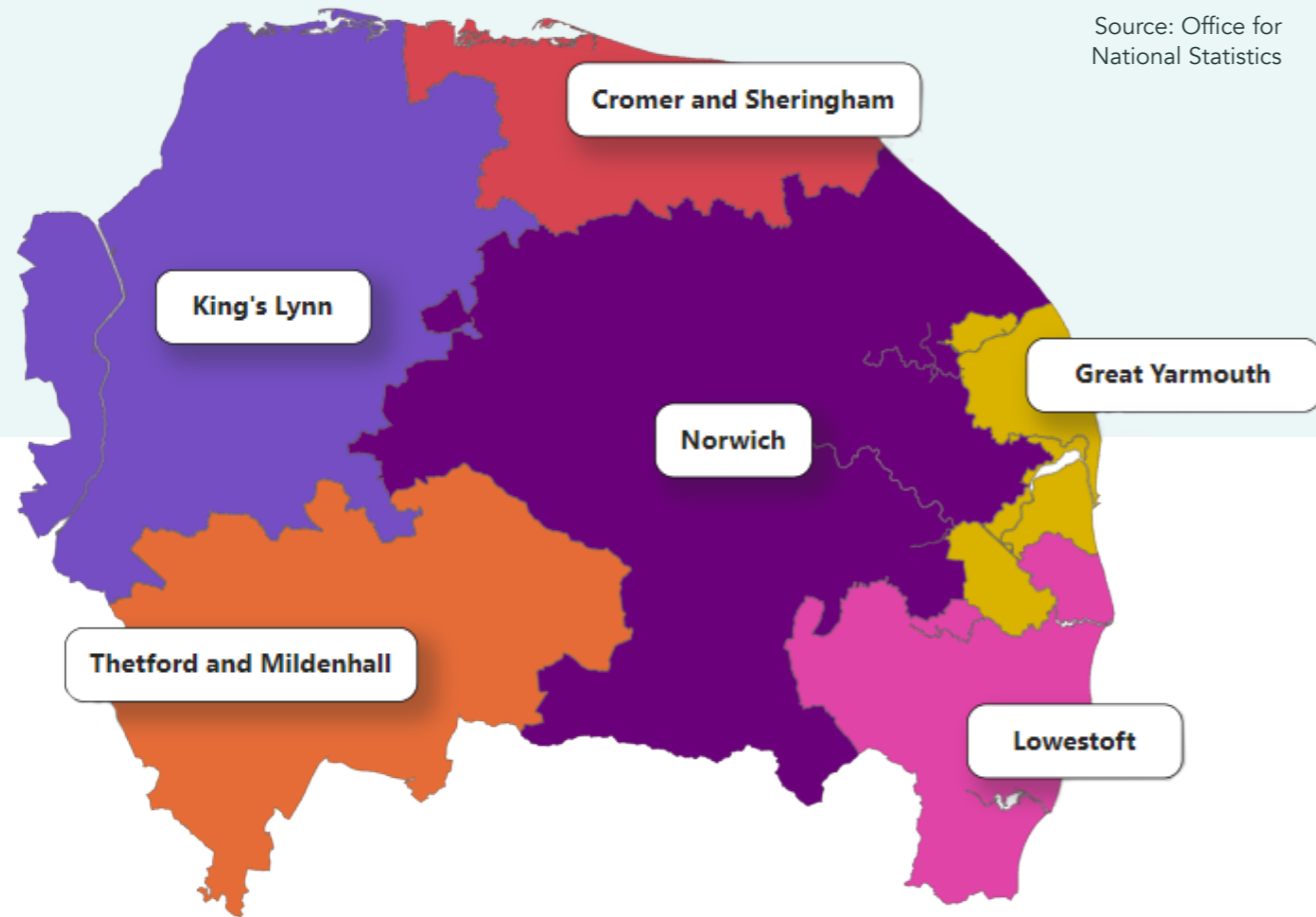 Source: Office for
National Statistics
Cromer and Sheringham
King's Lynn
Great Yarmouth
Norwich
Thetford and Mildenhall
Lowestoft